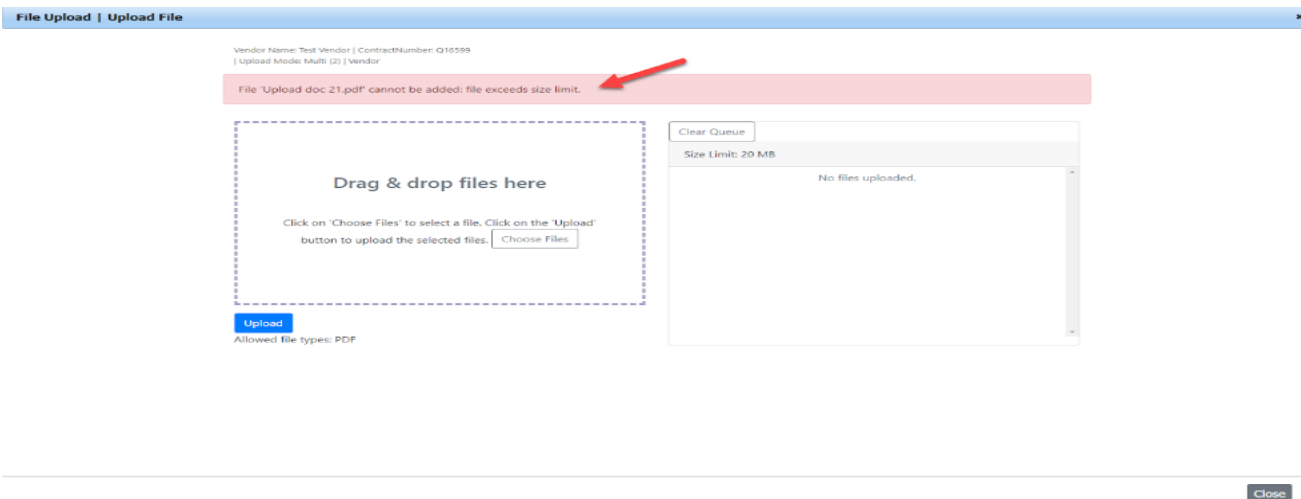 File Upload | Upload File
Vendor Name: Test Vendor | ContractNumber: Q16599
| Upload Mode: Multi (2) | Vendor
File 'Upload doc 21.pdf' cannot be added: file exceeds size limit.
Drag & drop files here
Click on 'Choose Files' to select a file. Click on the 'Upload'
button to upload the selected files. Choose Files
Upload
Allowed file types: PDF
Clear Queue
Size Limit: 20 MB
No files uploaded.
Close